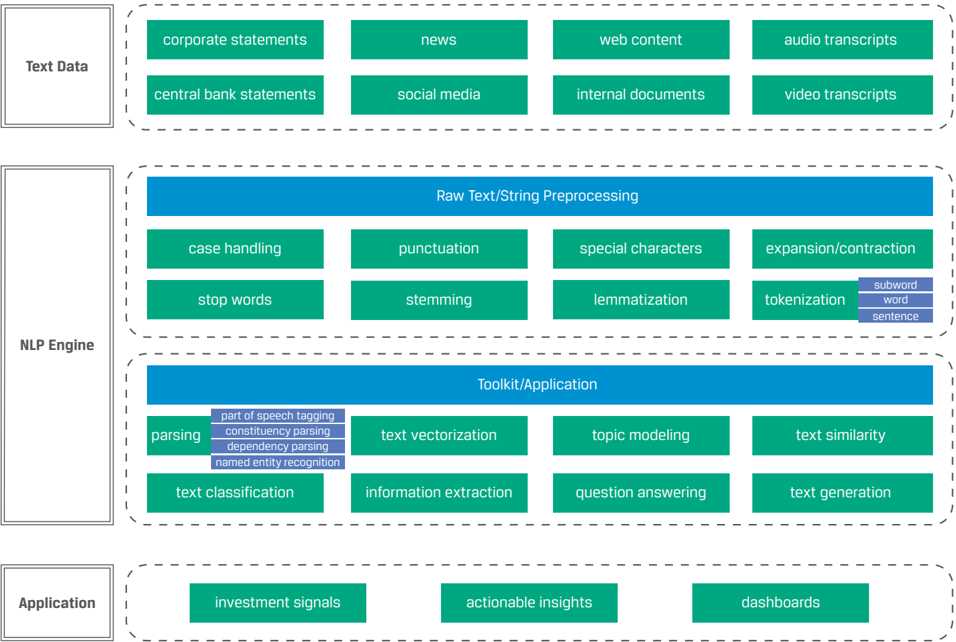 Text Data
corporate statements
news
web content
audio transcripts
central bank statements
social media
internal documents
video transcripts
NLP Engine
Raw Text/String Preprocessing
case handling
punctuation
special characters
expansion/contraction
stop words
stemming
lemmatization
tokenization
subword
word
sentence
Toolkit/Application
parsing
part of speech tagging
constituency parsing
dependency parsing
named entity recognition
text vectorization
topic modeling
text similarity
text classification
information extraction
question answering
text generation
Application
investment signals
actionable insights
dashboards